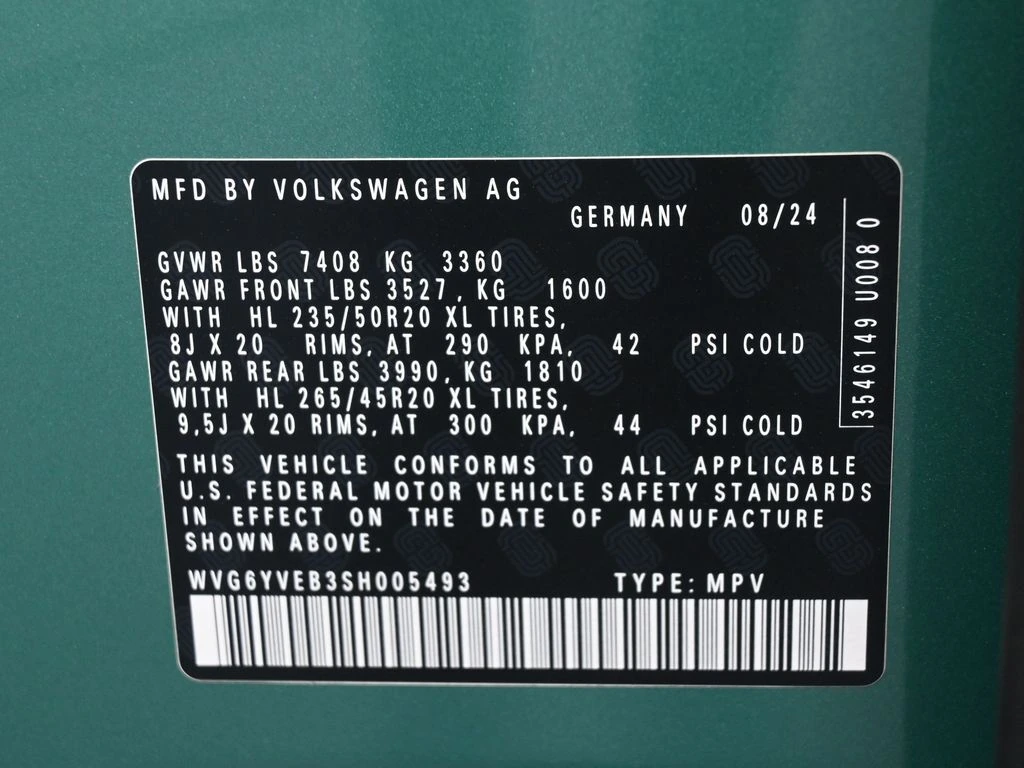 MFD BY VOLKSWAGEN AG
GERMANY 08/24
GVWR LBS 7408 KG 3360
GAWR FRONT LBS 3527, KG 1600
WITH HL 235/50R20 XL TIRES,
8J X 20 RIMS, AT 290 KPA, 42 PSI COLD
GAWR REAR LBS 3990, KG 1810
WITH HL 265/45R20 XL TIRES,
9,5J X 20 RIMS, AT 300 KPA, 44 PSI COLD
THIS VEHICLE CONFORMS TO ALL APPLICABLE
U.S. FEDERAL MOTOR VEHICLE SAFETY STANDARDS
IN EFFECT ON THE DATE OF MANUFACTURE
SHOWN ABOVE.
WVG6YVEB3SH005493 TYPE: MPV
3546149 U008 0